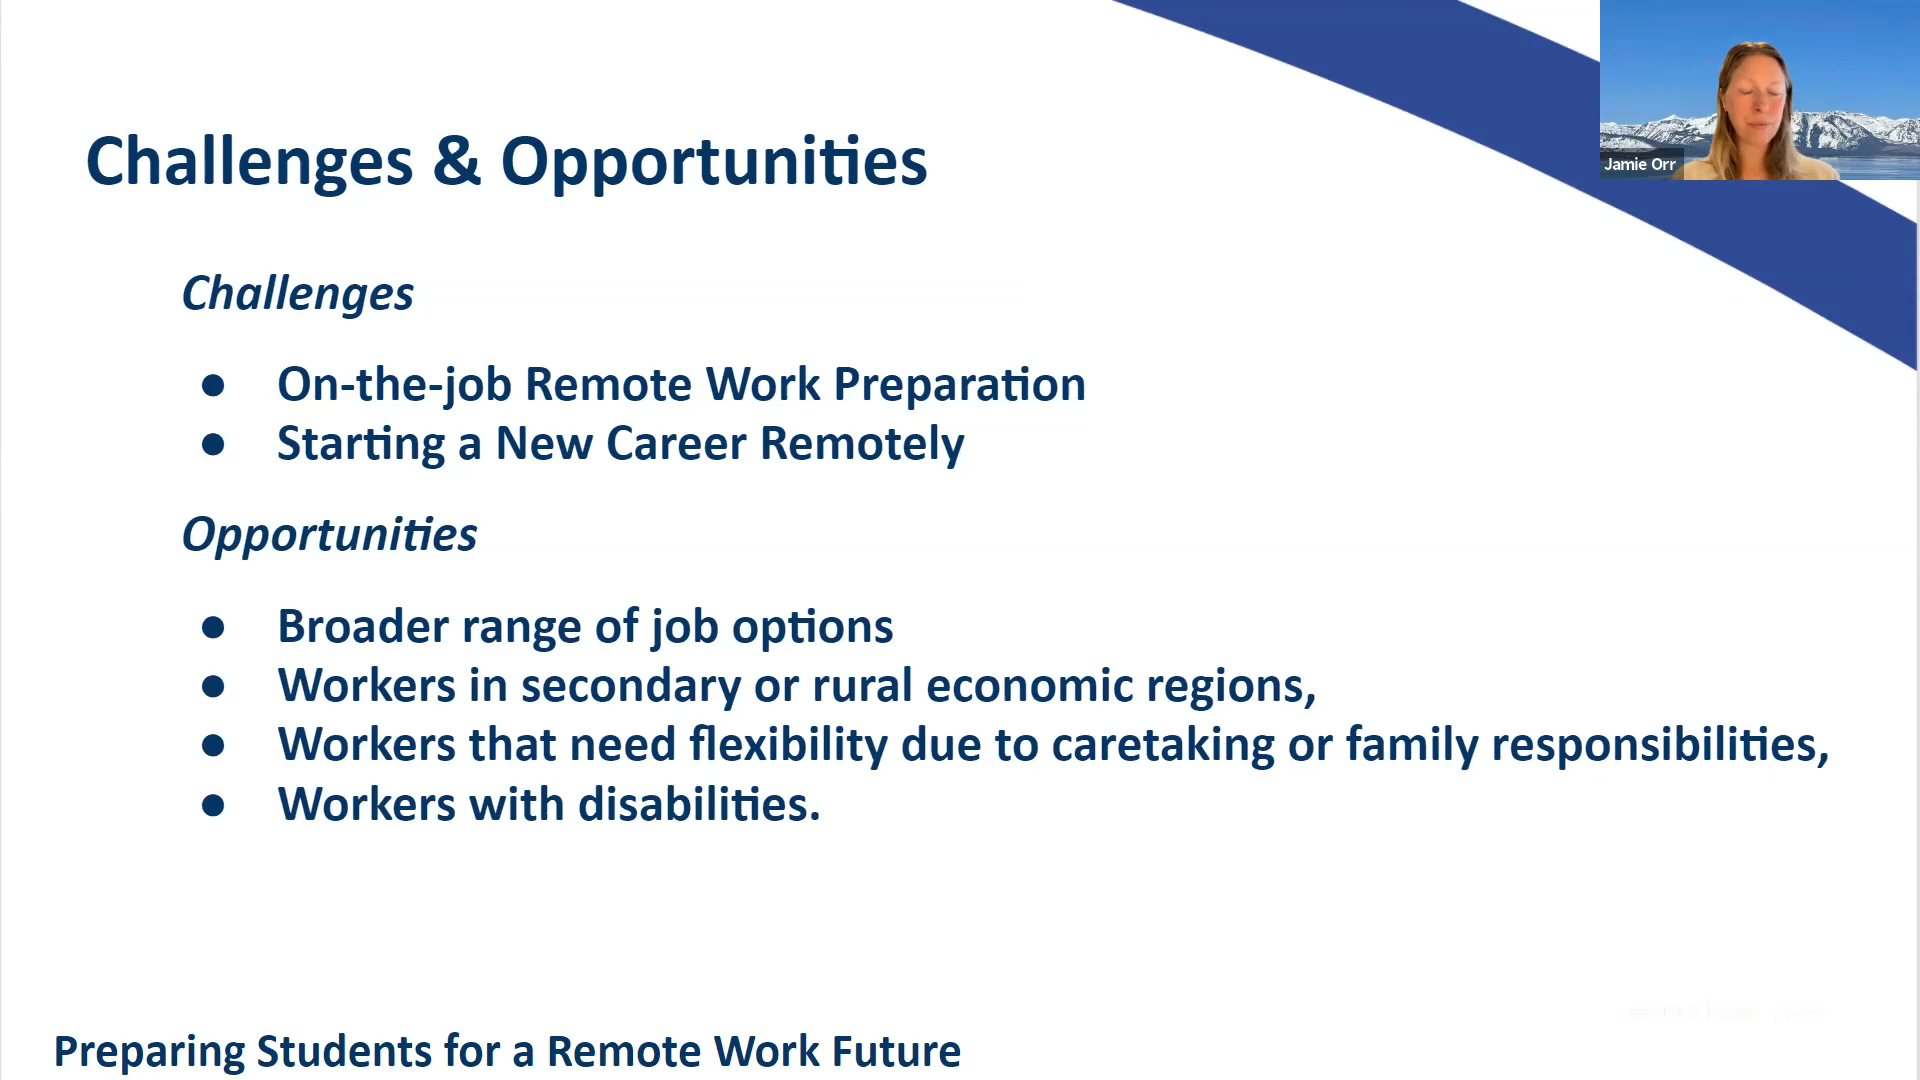 Challenges & Opportunities
Jamie Orr
Challenges
● On-the-job Remote Work Preparation
● Starting a New Career Remotely
Opportunities
● Broader range of job options
● Workers in secondary or rural economic regions,
● Workers that need flexibility due to caretaking or family responsibilities,
● Workers with disabilities.
Preparing Students for a Remote Work Future